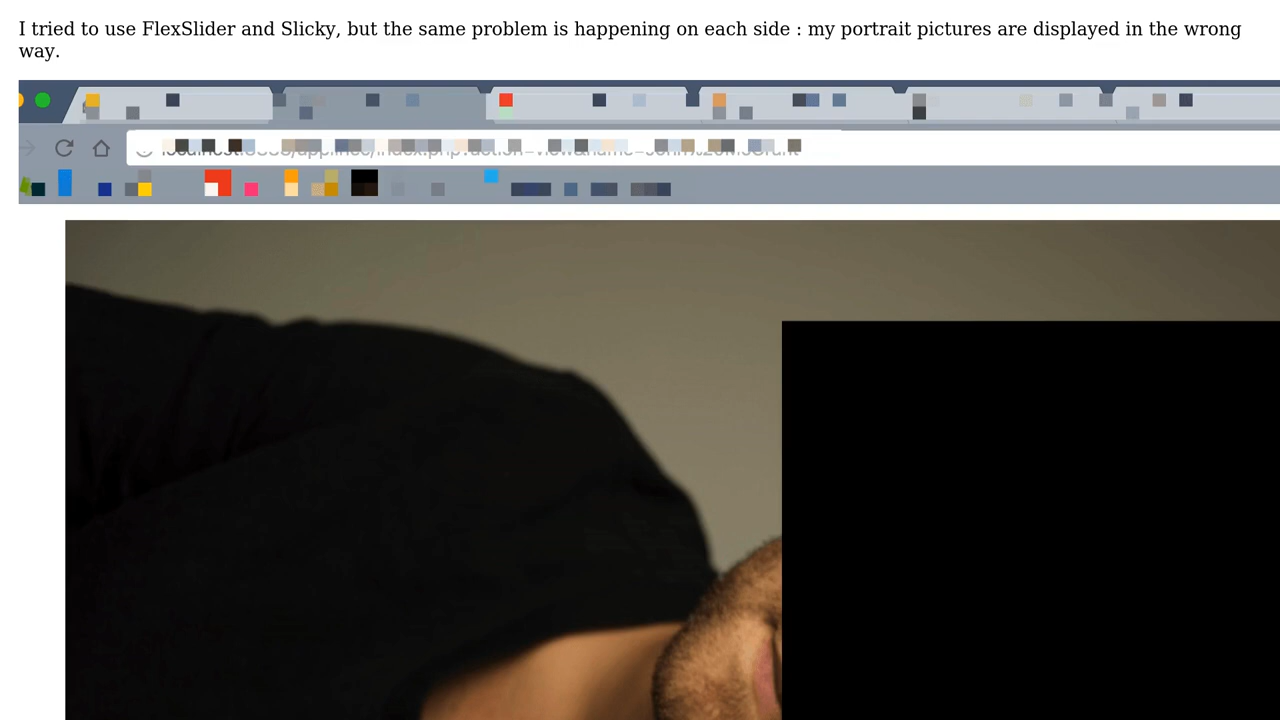 I tried to use FlexSlider and Slicky, but the same problem is happening on each side : my portrait pictures are displayed in the wrong
way.